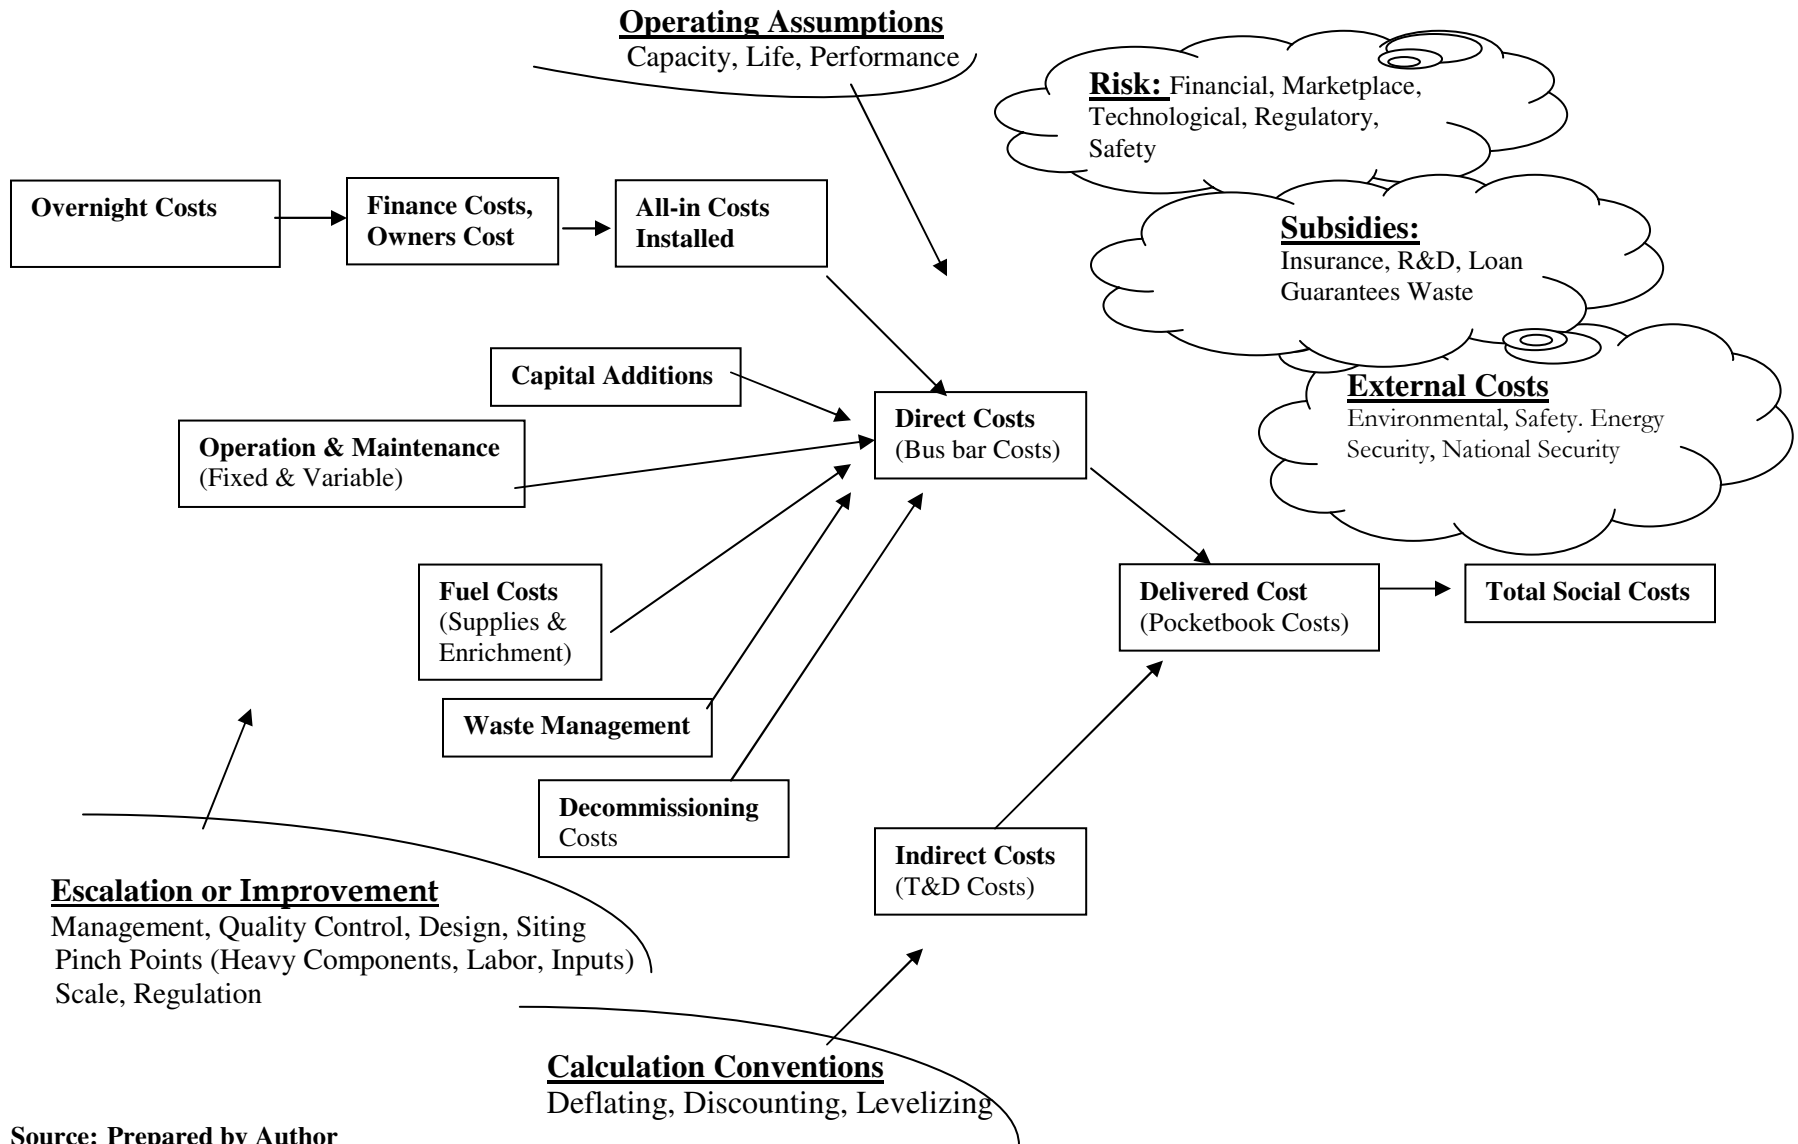 Operating Assumptions
Capacity, Life, Performance
Risk: Financial, Marketplace,
Technological, Regulatory,
Safety
Overnight Costs
Finance Costs,
Owners Cost
All-in Costs
Installed
Subsidies:
Insurance, R&D, Loan
Guarantees Waste
Capital Additions
External Costs
Environmental, Safety. Energy
Security, National Security
Direct Costs
(Bus bar Costs)
Operation & Maintenance
(Fixed & Variable)
Fuel Costs
(Supplies &
Enrichment)
Delivered Cost
(Pocketbook Costs)
Total Social Costs
Waste Management
Decommissioning
Costs
Indirect Costs
(T&D Costs)
Escalation or Improvement
Management, Quality Control, Design, Siting
Pinch Points (Heavy Components, Labor, Inputs)
Scale, Regulation
Calculation Conventions
Deflating, Discounting, Levelizing
Source: Prepared by Author